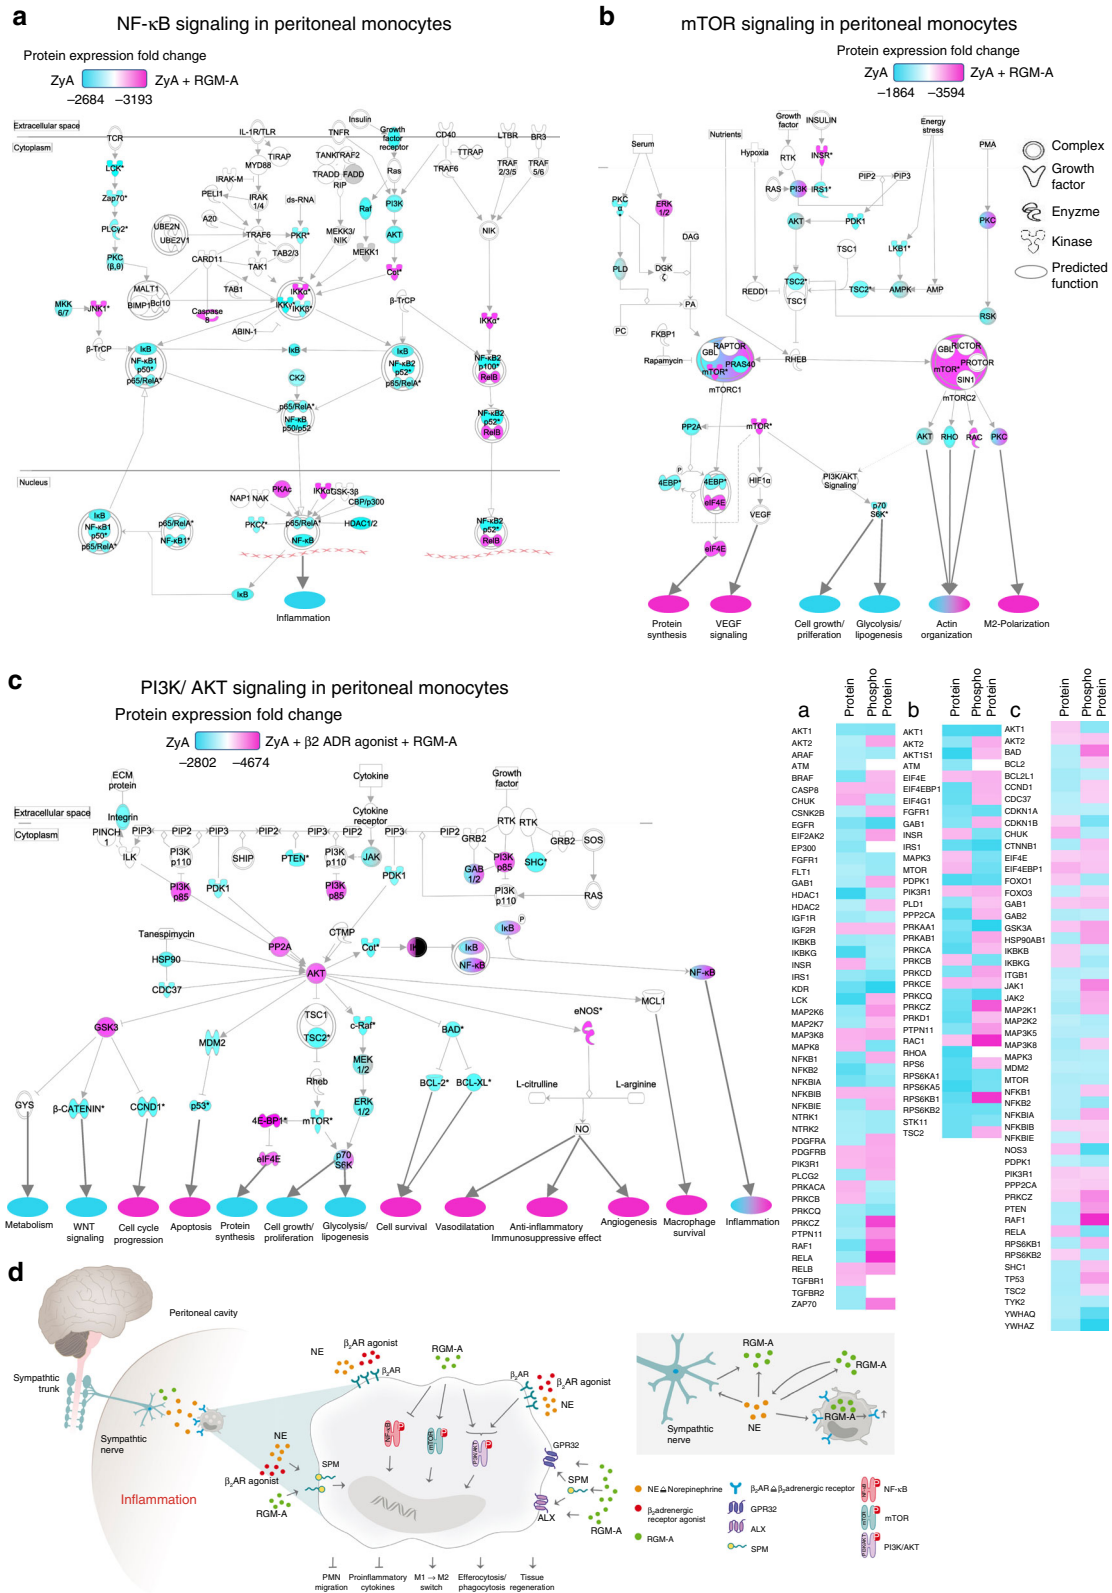 a
NF-κB signaling in peritoneal monocytes
Protein expression fold change
ZyA
ZyA + RGM-A
−2684
−3193
Extracellular space
Cytoplasm
TCR
IL-1R/TLR
TNFR
Insulin
Growth factor receptor
CD40
LTBR
BR3
LCK*
Zap70*
PLCγ2*
PKC (β,θ)
MKK 6/7
JNK1*
β-TrCP
UBE2N
UBE2V1
MALT1
BIMP1
Bcl10
CARD11
Caspase 8
PELI1
A20
IRAK-M
MYD88
TIRAP
IRAK 1/4
TRAF6
TAK1
TAB1
TAB2/3
ds-RNA
PKR*
TANK
TRAF2
TRADD
FADD
RIP
MEKK3/ NIK
MEKK1
Ras
Raf
PI3K
AKT
Cot*
TTRAP
TRAF6
TRAF 2/3/5
TRAF 5/6
NIK
IKKα*
IKKγ*
IKKβ*
ABIN-1
β-TrCP
IKKα*
IκB
NF-κB1 p50*
p65/RelA*
IκB
CK2
p65/RelA*
NF-κB p50/p52
IκB
NF-κB2 p52*
p65/RelA*
NF-κB2 p100*
RelB
NF-κB2 p52*
RelB
Nucleus
NAP1
NAK
PKAc
IKKα*
GSK-3β
CBP/p300
HDAC1/2
PKCζ*
p65/RelA*
NF-κB
IκB
NF-κB1 p50*
p65/RelA*
p65/RelA*
NF-κB1*
NF-κB2 p52*
RelB
IκB
Inflammation
b
mTOR signaling in peritoneal monocytes
Protein expression fold change
ZyA
ZyA + RGM-A
−1864
−3594
Complex
Growth factor
Enyzme
Kinase
Predicted function
Serum
Nutrients
Hypoxia
Growth factor
INSULIN
Energy stress
PMA
RTK
INSR*
RAS
PI3K
IRS1*
PIP2
PIP3
PKC α *
ERK 1/2
AKT
PDK1
PKC
DAG
DGK ζ
PLD
PA
PC
TSC1
LKB1*
TSC2*
TSC2*
AMPK
AMP
REDD1
TSC1
RSK
FKBP1
Rapamycin
RAPTOR
GBL
PRAS40
mTOR*
mTORC1
RHEB
GBL
RICTOR
mTOR*
PROTOR
SIN1
mTORC2
PP2A
mTOR*
AKT
RHO
RAC
PKC
P
4EBP*
4EBP*
eIF4E
HIF1α
PI3K/AKT Signaling
VEGF
p70 S6K*
eIF4E
Protein synthesis
VEGF signaling
Cell growth/ prliferation
Glycolysis/ lipogenesis
Actin organization
M2-Polarization
c
PI3K/ AKT signaling in peritoneal monocytes
Protein expression fold change
ZyA
ZyA + β2 ADR agonist + RGM-A
−2802
−4674
ECM protein
Cytokine
Growth factor
Extracellular space
Cytoplasm
Integrin
Cytokine receptor
RTK
RTK
PINCH 1
ILK
PIP3
PIP2
PIP3
PIP2
PIP3
PIP2
PIP3
PIP2
PI3K p110
PI3K p85
PDK1
SHIP
PTEN*
PI3K p110
PI3K p85
JAK
PDK1
GRB2
GAB 1/2
PI3K p85
PI3K p110
GRB2
SHC*
SOS
RAS
Tanespimycin
HSP90
CDC37
PP2A
CTMP
Cot*
AKT
IκB
NF-κB
IκB
P
NF-κB
GSK3
MDM2
TSC1
TSC2*
c-Raf*
BAD*
eNOS*
MCL1
MEK 1/2
Rheb
ERK 1/2
GYS
β-CATENIN*
CCND1*
p53*
mTOR*
4E-BP1*
eIF4E
p70 S6K
BCL-2*
BCL-XL*
L-citrulline
L-arginine
NO
Metabolism
WNT signaling
Cell cycle progression
Apoptosis
Protein synthesis
Cell growth/ proliferation
Glycolysis/ lipogenesis
Cell survival
Vasodilatation
Anti-inflammatory Immunosuppressive effect
Angiogenesis
Macrophage survival
Inflammation
a
Protein
Phospho Protein
AKT1
AKT2
ARAF
ATM
BRAF
CASP8
CHUK
CSNK2B
EGFR
EIF2AK2
EP300
FGFR1
FLT1
GAB1
HDAC1
HDAC2
IGF1R
IGF2R
IKBKB
IKBKG
INSR
IRS1
KDR
LCK
MAP2K6
MAP2K7
MAP3K8
MAPK8
NFKB1
NFKB2
NFKBIA
NFKBIB
NFKBIE
NTRK1
NTRK2
PDGFRA
PDGFRB
PIK3R1
PLCG2
PRKACA
PRKCB
PRKCQ
PRKCZ
PTPN11
RAF1
RELA
RELB
TGFBR1
TGFBR2
ZAP70
b
Protein
Phospho Protein
AKT1
AKT2
AKT1S1
ATM
EIF4E
EIF4EBP1
EIF4G1
FGFR1
GAB1
INSR
IRS1
MAPK3
MTOR
PDPK1
PIK3R1
PLD1
PPP2CA
PRKAA1
PRKAB1
PRKCA
PRKCB
PRKCD
PRKCE
PRKCQ
PRKCZ
PRKD1
PTPN11
RAC1
RHOA
RPS6
RPS6KA1
RPS6KA5
RPS6KB1
RPS6KB2
STK11
TSC2
c
Protein
Phospho Protein
AKT1
AKT2
BAD
BCL2
BCL2L1
CCND1
CDC37
CDKN1A
CDKN1B
CHUK
CTNNB1
EIF4E
EIF4EBP1
FOXO1
FOXO3
GAB1
GAB2
GSK3A
HSP90AB1
IKBKB
IKBKG
ITGB1
JAK1
JAK2
MAP2K1
MAP2K2
MAP3K5
MAP3K8
MAPK3
MDM2
MTOR
NFKB1
NFKB2
NFKBIA
NFKBIB
NFKBIE
NOS3
PDPK1
PIK3R1
PPP2CA
PRKCZ
PTEN
RAF1
RELA
RPS6KB1
RPS6KB2
SHC1
TP53
TSC2
TYK2
YWHAQ
YWHAZ
d
Peritoneal cavity
Sympathetic trunk
Sympathtic nerve
Inflammation
NE
β2AR agonist
RGM-A
SPM
NE
β2AR agonist
β2AR
RGM-A
β2AR
β2AR agonist
NE
NF-κB
P
mTOR
P
PI3K/AKT
P
GPR32
SPM
ALX
RGM-A
PMN migration
Proinflammatory cytokines
M1→M2 switch
Efferocytosis/ phagocytosis
Tissue regeneration
RGM-A
RGM-A
Sympathtic nerve
NE
RGM-A
NE≙Norepinephrine
β2adrenergic receptor agonist
RGM-A
β2AR≙β2adrenergic receptor
GPR32
ALX
SPM
NF-κB
mTOR
PI3K/AKT